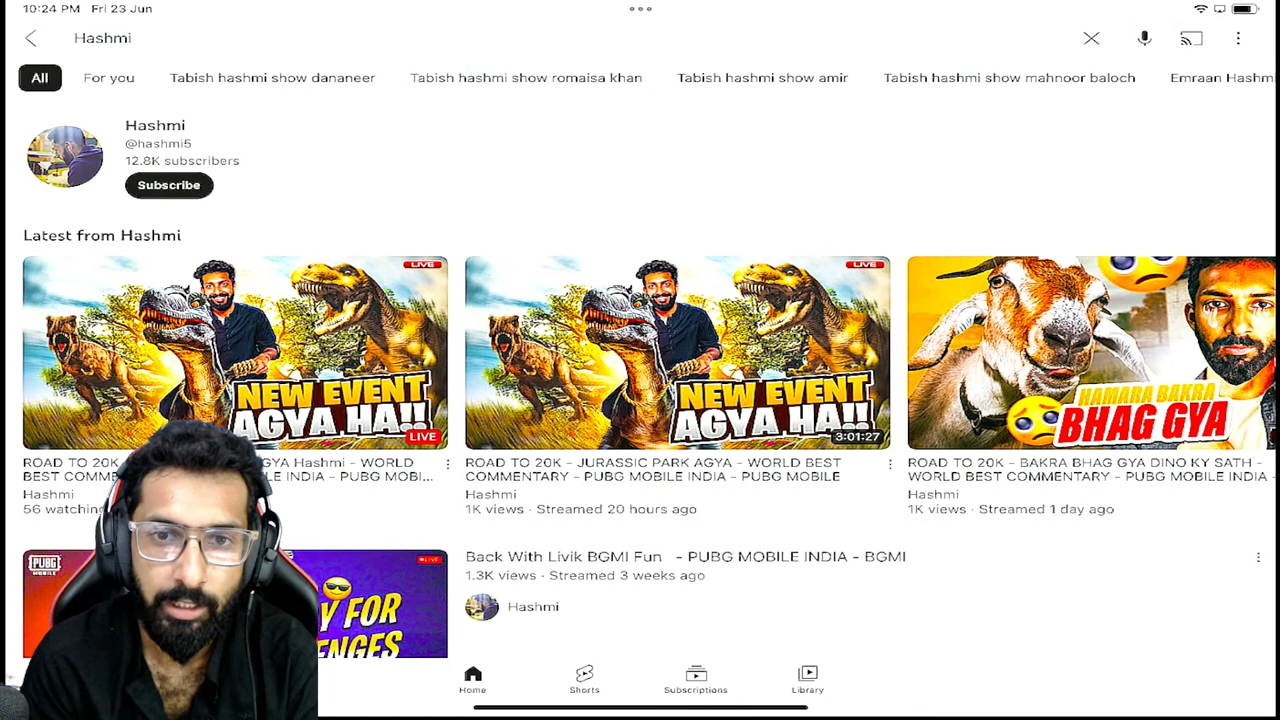 10:24 PM Fri 23 Jun
Hashmi
All
For you
Tabish hashmi show dananeer
Tabish hashmi show romaisa khan
Tabish hashmi show amir
Tabish hashmi show mahnoor baloch
Emraan Hashm
Hashmi
@hashmi5
12.8K subscribers
Subscribe
Latest from Hashmi
LIVE
NEW EVENT
AGYA HA!!
LIVE
LIVE
NEW EVENT
AGYA HA!!
3:01:27
HAMARA BAKRA
BHAG GYA
ROAD TO 20K GYA Hashmi - WORLD
BEST COMME LE INDIA - PUBG MOBI...
Hashmi
56 watching
ROAD TO 20K - JURASSIC PARK AGYA - WORLD BEST
COMMENTARY - PUBG MOBILE INDIA - PUBG MOBILE
Hashmi
1K views · Streamed 20 hours ago
ROAD TO 20K - BAKRA BHAG GYA DINO KY SATH -
WORLD BEST COMMENTARY - PUBG MOBILE INDIA -
Hashmi
1K views · Streamed 1 day ago
PUBG
MOBILE
LIVE
Y FOR
ENGES
Back With Livik BGMI Fun - PUBG MOBILE INDIA - BGMI
1.3K views · Streamed 3 weeks ago
Hashmi
Home
Shorts
Subscriptions
Library